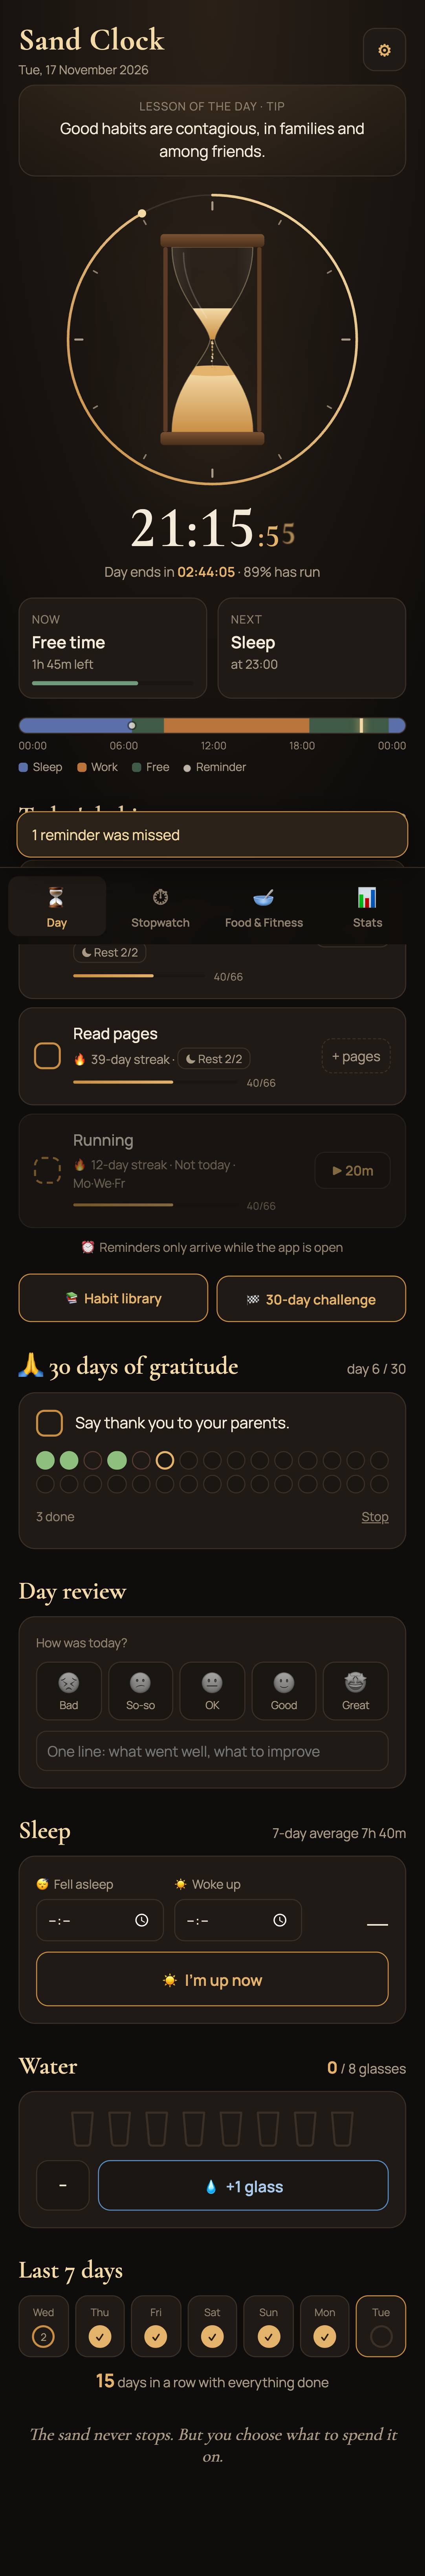 Sand Clock
Tue, 17 November 2026
LESSON OF THE DAY · TIP
Good habits are contagious, in families and
among friends.
21:15:55
Day ends in 02:44:05 · 89% has run
NOW
Free time
1h 45m left
NEXT
Sleep
at 23:00
00:00 06:00 12:00 18:00 00:00
Sleep Work Free Reminder
1 reminder was missed
Day Stopwatch Food & Fitness Stats
Rest 2/2
40/66
Read pages
39-day streak · Rest 2/2
+ pages
40/66
Running
12-day streak · Not today ·
Mo·We·Fr
20m
40/66
Reminders only arrive while the app is open
Habit library
30-day challenge
30 days of gratitude
day 6 / 30
Say thank you to your parents.
3 done
Stop
Day review
How was today?
Bad So-so OK Good Great
One line: what went well, what to improve
Sleep
7-day average 7h 40m
Fell asleep Woke up
--:-- --:-- —
I'm up now
Water
0 / 8 glasses
− +1 glass
Last 7 days
Wed Thu Fri Sat Sun Mon Tue
2
15 days in a row with everything done
The sand never stops. But you choose what to spend it
on.